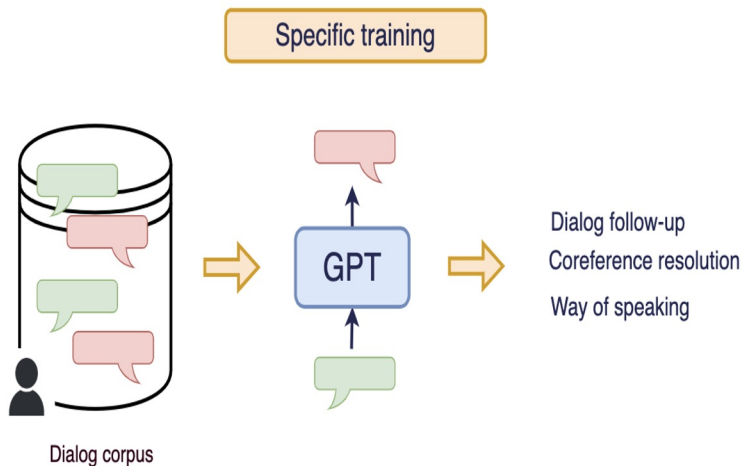 Specific training
GPT
Dialog follow-up
Coreference resolution
Way of speaking
Dialog corpus